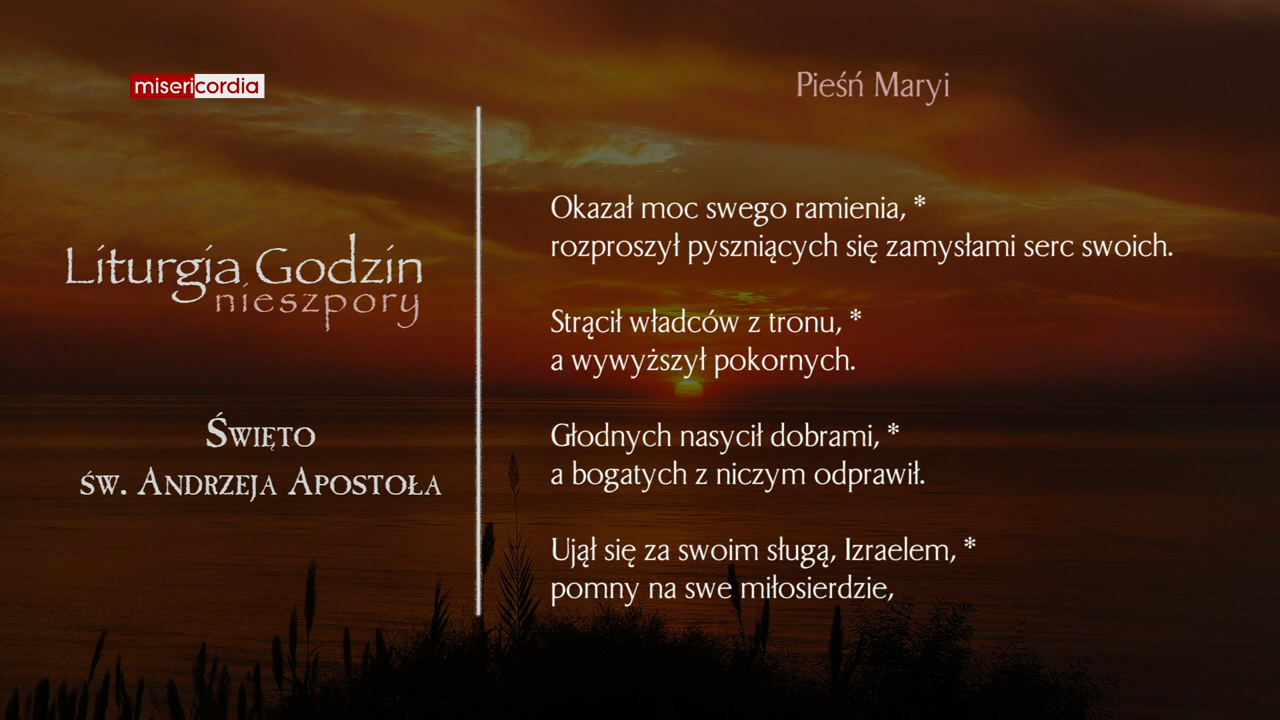 misericordia
Liturgia Godzin
nieszpory
Święto
św. Andrzeja Apostoła
Pieśń Maryi
Okazał moc swego ramienia, *
rozproszył pyszniących się zamysłami serc swoich.
Strącił władców z tronu, *
a wywyższył pokornych.
Głodnych nasycił dobrami, *
a bogatych z niczym odprawił.
Ujął się za swoim sługą, Izraelem, *
pomny na swe miłosierdzie,